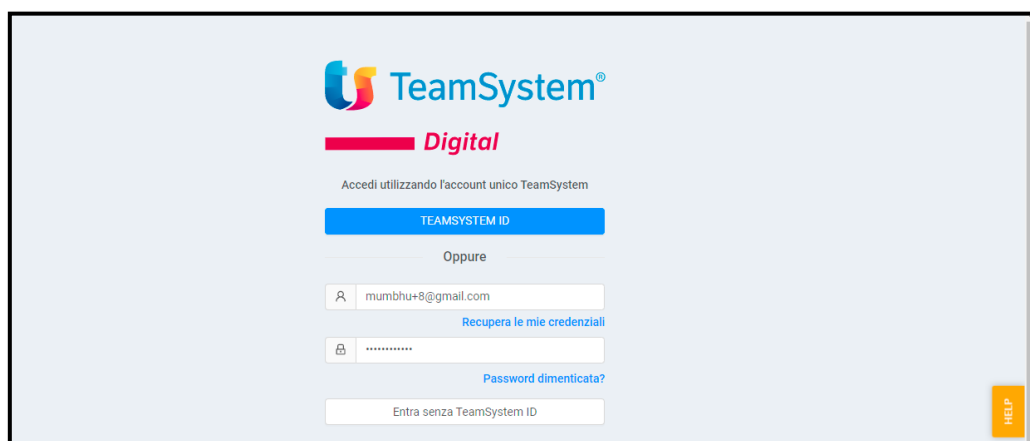 TeamSystem®
Digital
Accedi utilizzando l'account unico TeamSystem
TEAMSYSTEM ID
Oppure
mumbhu+8@gmail.com
Recupera le mie credenziali
••••••••••••
Password dimenticata?
Entra senza TeamSystem ID
HELP